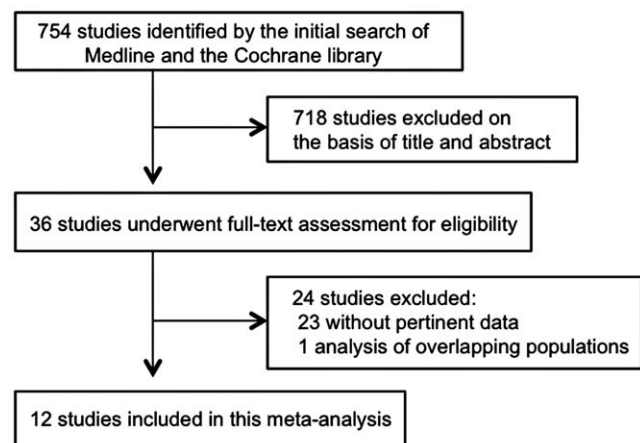 754 studies identified by the initial search of
Medline and the Cochrane library
718 studies excluded on
the basis of title and abstract
36 studies underwent full-text assessment for eligibility
24 studies excluded:
23 without pertinent data
1 analysis of overlapping populations
12 studies included in this meta-analysis